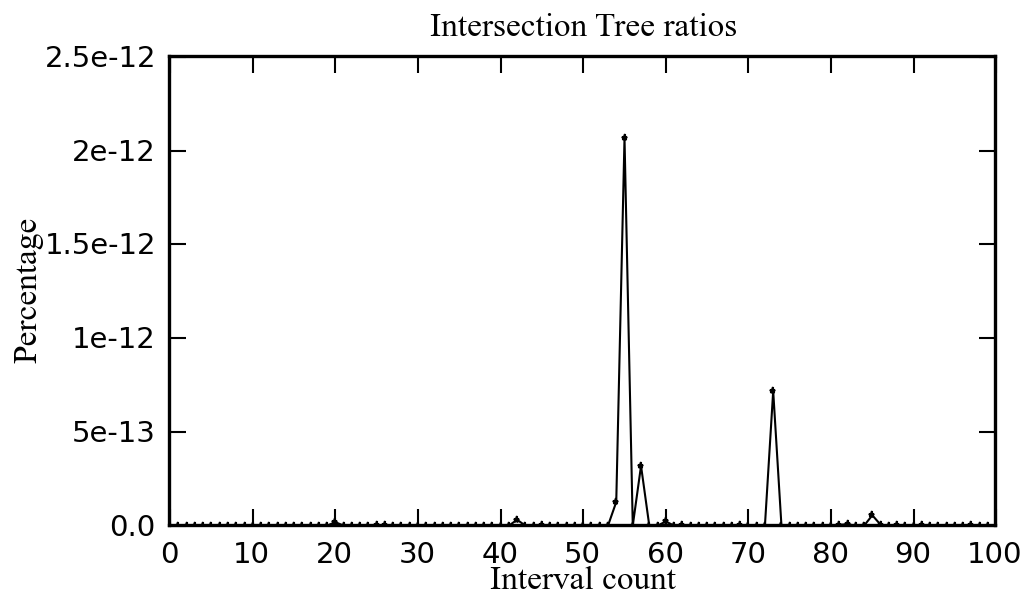 Intersection Tree ratios
2.5e-12
2e-12
1.5e-12
1e-12
5e-13
0.0
Percentage
0 10 20 30 40 50 60 70 80 90 100
Interval count